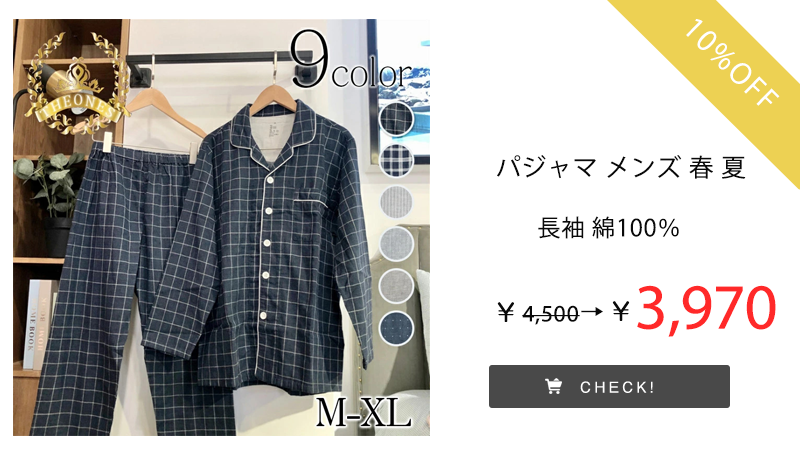 THEONES
9color
M-XL
10%OFF
パジャマ メンズ 春 夏
長袖 綿100%
￥ 4,500→￥3,970
CHECK!